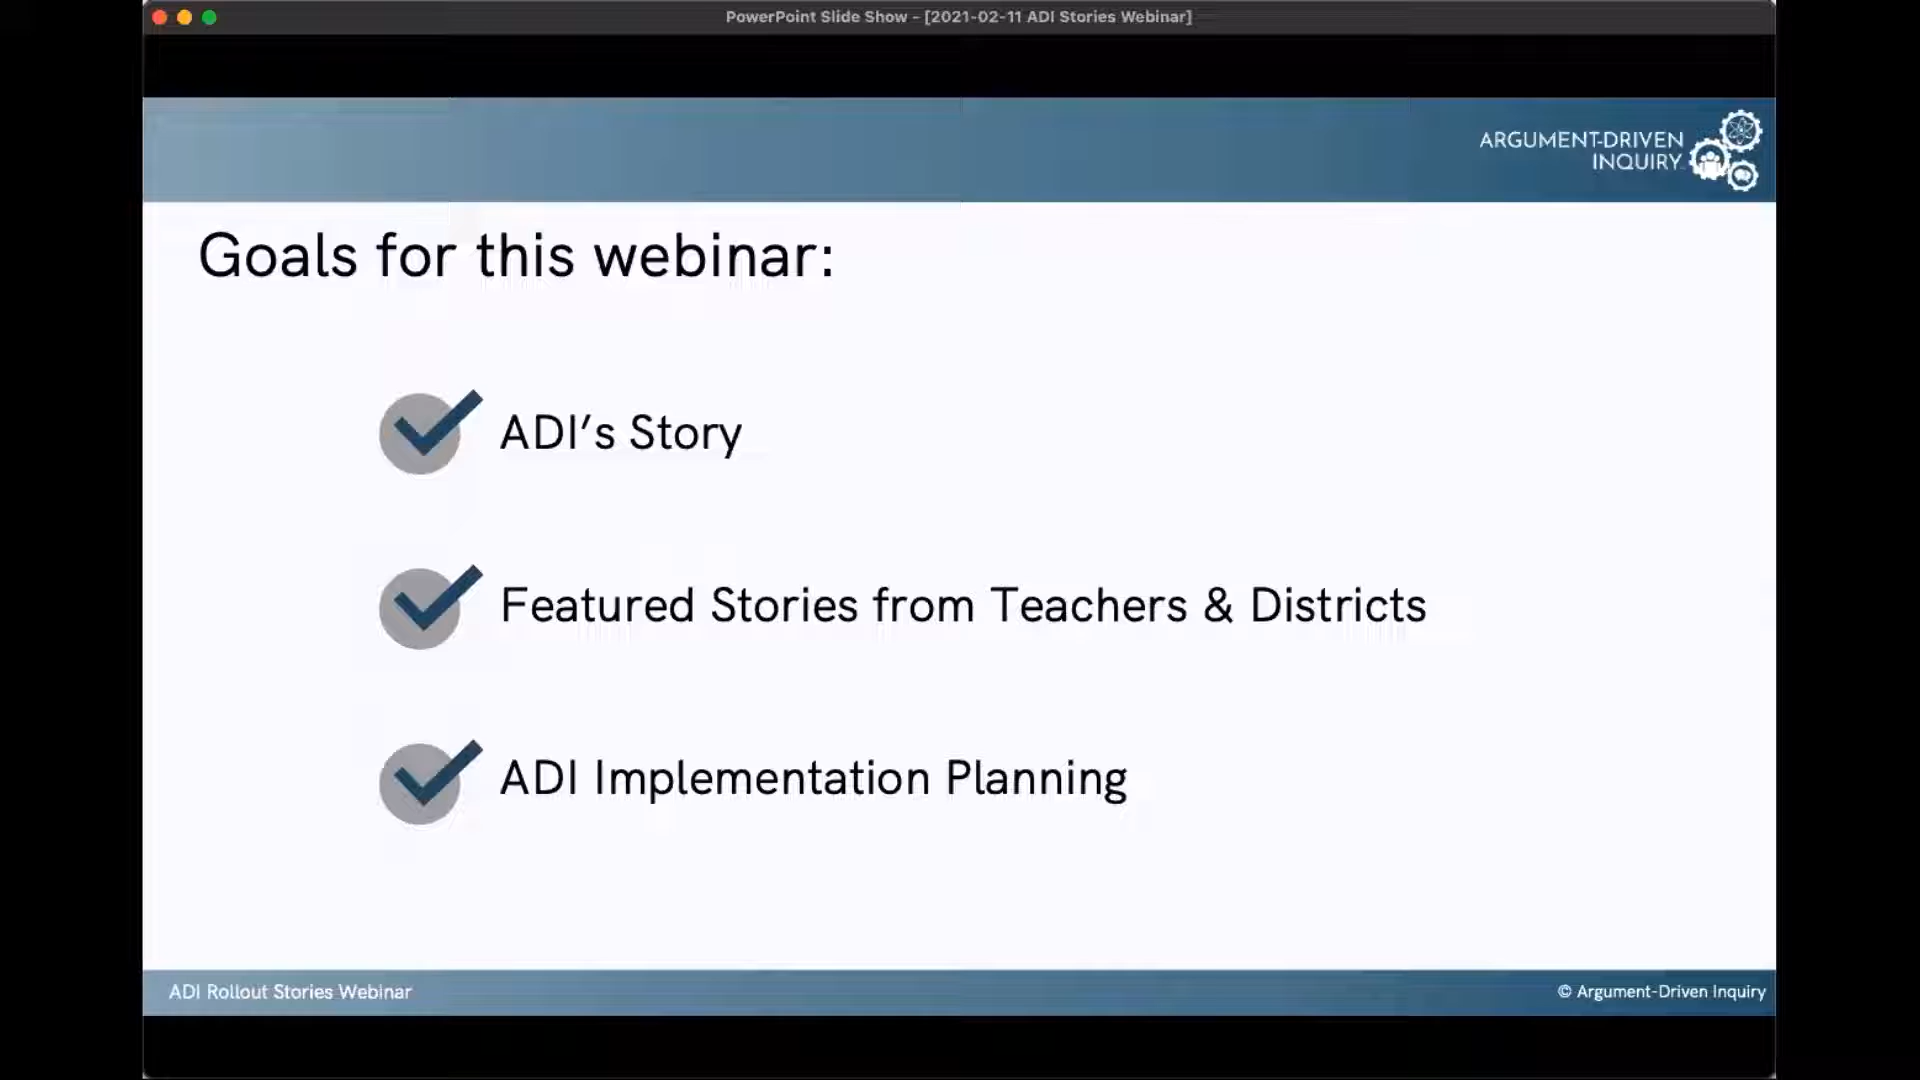 PowerPoint Slide Show - [2021-02-11 ADI Stories Webinar]
ARGUMENT-DRIVEN
INQUIRY
Goals for this webinar:
ADI's Story
Featured Stories from Teachers & Districts
ADI Implementation Planning
ADI Rollout Stories Webinar
© Argument-Driven Inquiry